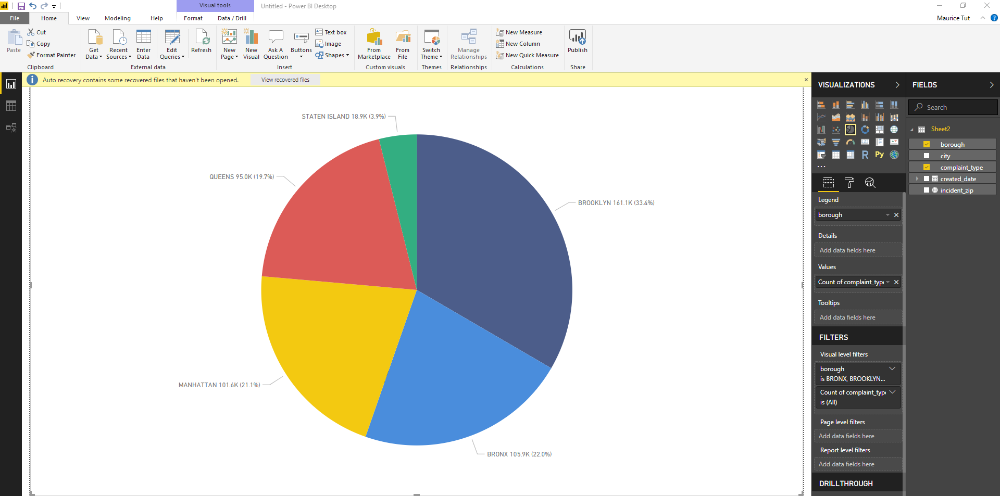 Visual tools
Untitled - Power BI Desktop
File
Home
View
Modeling
Help
Format
Data / Drill
Maurice Tut
?
Paste
Cut
Copy
Format Painter
Clipboard
Get Data
Recent Sources
Enter Data
External data
Edit Queries
Refresh
New Page
New Visual
Ask A Question
Buttons
Text box
Image
Shapes
Insert
From Marketplace
From File
Custom visuals
Switch Theme
Themes
Manage Relationships
Relationships
New Measure
New Column
New Quick Measure
Calculations
Publish
Share
Auto recovery contains some recovered files that haven't been opened.
View recovered files
STATEN ISLAND 18.9K (3.9%)
QUEENS 95.0K (19.7%)
BROOKLYN 161.1K (33.4%)
MANHATTAN 101.6K (21.1%)
BRONX 105.9K (22.0%)
VISUALIZATIONS
R
Py
...
Legend
borough
Details
Add data fields here
Values
Count of complaint_type
Tooltips
Add data fields here
FILTERS
Visual level filters
borough
is BRONX, BROOKLYN...
Count of complaint_type
is (All)
Page level filters
Add data fields here
Report level filters
Add data fields here
DRILLTHROUGH
FIELDS
Search
Sheet2
borough
city
complaint_type
created_date
incident_zip